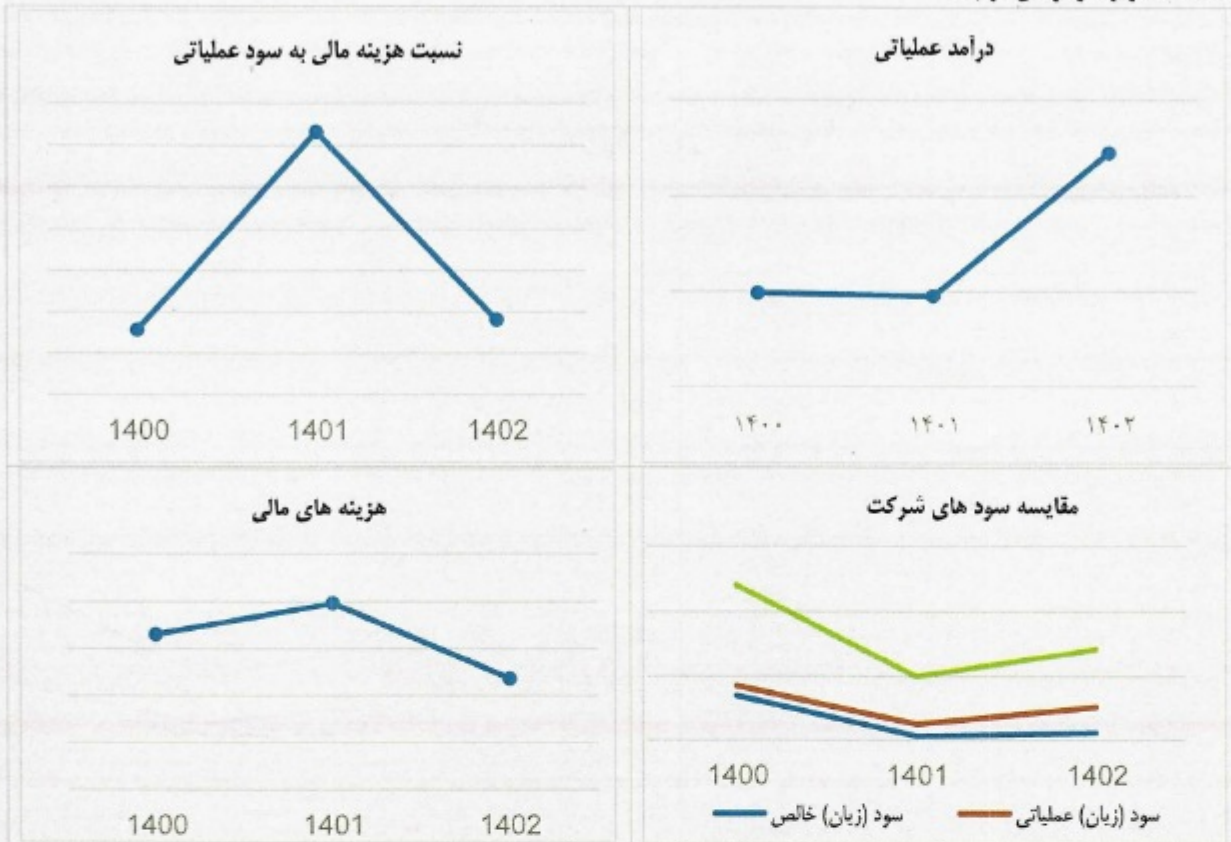 درآمد عملیاتی
۱۴۰۰ ۱۴۰۱ ۱۴۰۲
نسبت هزینه مالی به سود عملیاتی
1400 1401 1402
مقایسه سود های شرکت
1400 1401 1402
سود (زیان) عملیاتی سود (زیان) خالص
هزینه های مالی
1400 1401 1402